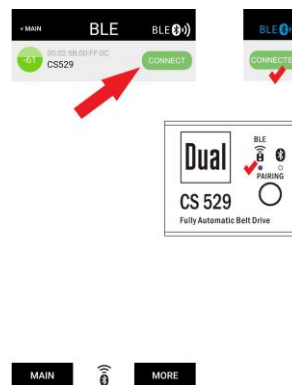 < MAIN BLE BLE
-61 00:02:5B:00:FF:0C
CS529
CONNECT
BLE
CONNECTE
Dual
BLE
PAIRING
CS 529
Fully Automatic Belt Drive
MAIN MORE